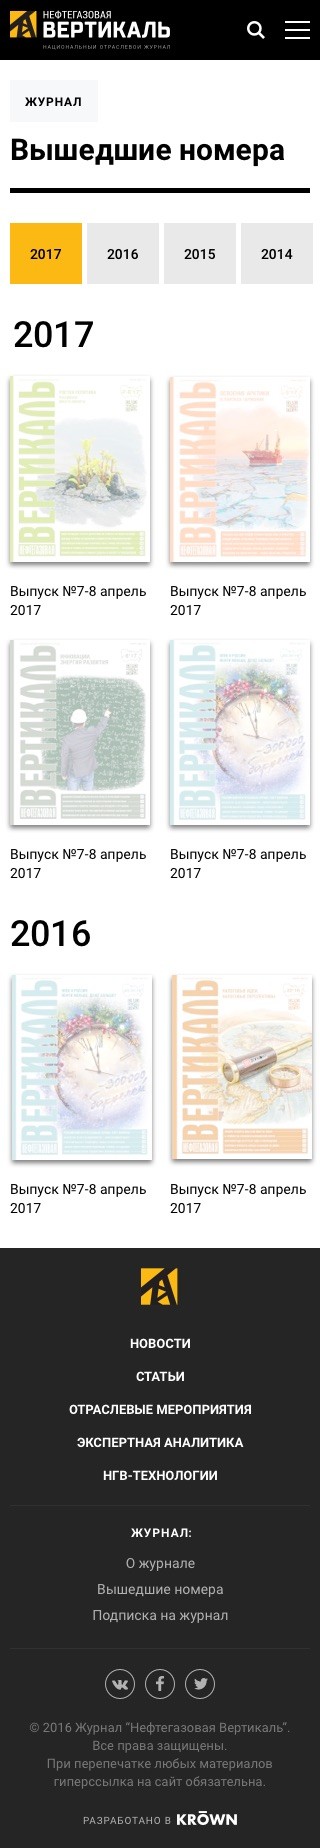 НЕФТЕГАЗОВАЯ
ВЕРТИКАЛЬ
НАЦИОНАЛЬНЫЙ ОТРАСЛЕВОЙ ЖУРНАЛ
ЖУРНАЛ
Вышедшие номера
2017 2016 2015 2014
2017
ВЕРТИКАЛЬ
ВЕРТИКАЛЬ
Выпуск №7-8 апрель
2017
Выпуск №7-8 апрель
2017
ВЕРТИКАЛЬ
ВЕРТИКАЛЬ
Выпуск №7-8 апрель
2017
Выпуск №7-8 апрель
2017
2016
ВЕРТИКАЛЬ
ВЕРТИКАЛЬ
Выпуск №7-8 апрель
2017
Выпуск №7-8 апрель
2017
НОВОСТИ
СТАТЬИ
ОТРАСЛЕВЫЕ МЕРОПРИЯТИЯ
ЭКСПЕРТНАЯ АНАЛИТИКА
НГВ-ТЕХНОЛОГИИ
ЖУРНАЛ:
О журнале
Вышедшие номера
Подписка на журнал
© 2016 Журнал "Нефтегазовая Вертикаль".
Все права защищены.
При перепечатке любых материалов
гиперссылка на сайт обязательна.
РАЗРАБОТАНО В KRŌWN